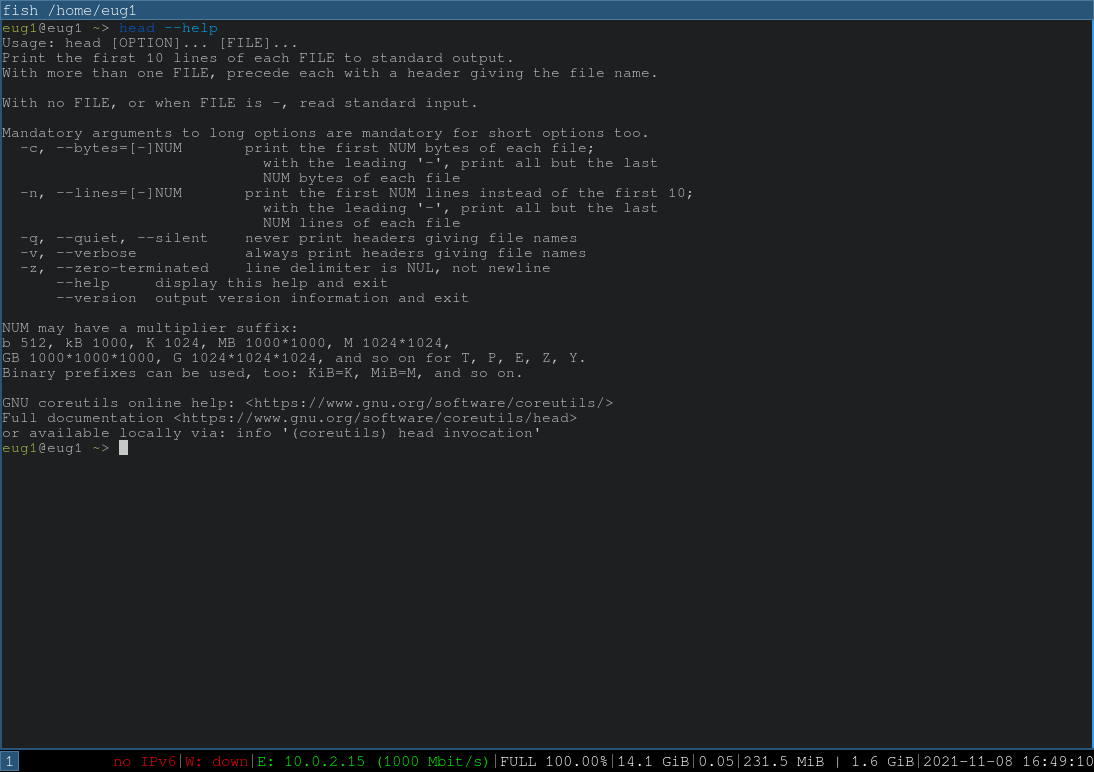 fish /home/eug1
eug1@eug1 ~> head --help
Usage: head [OPTION]... [FILE]...
Print the first 10 lines of each FILE to standard output.
With more than one FILE, precede each with a header giving the file name.

With no FILE, or when FILE is -, read standard input.

Mandatory arguments to long options are mandatory for short options too.
  -c, --bytes=[-]NUM       print the first NUM bytes of each file;
                             with the leading '-', print all but the last
                             NUM bytes of each file
  -n, --lines=[-]NUM       print the first NUM lines instead of the first 10;
                             with the leading '-', print all but the last
                             NUM lines of each file
  -q, --quiet, --silent    never print headers giving file names
  -v, --verbose            always print headers giving file names
  -z, --zero-terminated    line delimiter is NUL, not newline
      --help     display this help and exit
      --version  output version information and exit

NUM may have a multiplier suffix:
b 512, kB 1000, K 1024, MB 1000*1000, M 1024*1024,
GB 1000*1000*1000, G 1024*1024*1024, and so on for T, P, E, Z, Y.
Binary prefixes can be used, too: KiB=K, MiB=M, and so on.

GNU coreutils online help: <https://www.gnu.org/software/coreutils/>
Full documentation <https://www.gnu.org/software/coreutils/head>
or available locally via: info '(coreutils) head invocation'
eug1@eug1 ~>
1 no IPv6|W: down|E: 10.0.2.15 (1000 Mbit/s)|FULL 100.00%|14.1 GiB|0.05|231.5 MiB | 1.6 GiB|2021-11-08 16:49:10